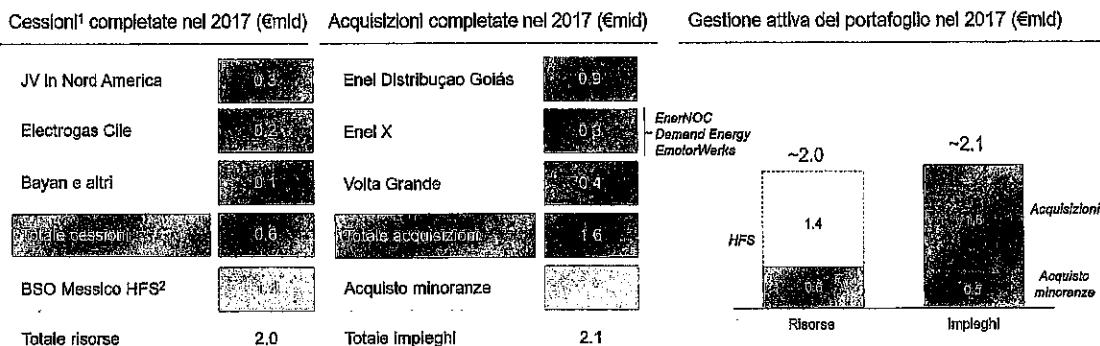 Cessioni¹ completate nel 2017 (€mld)
JV in Nord America 0.3
Electrogas Cile 0.2
Bayan e altri 0.1
Totale cessioni 0.6
BSO Messico HFS²
Totale risorse 2.0
Acquisizioni completate nel 2017 (€mld)
Enel Distribuçao Goiás 0.9
Enel X 0.3
EnerNOC
Demand Energy
EmotorWerks
Volta Grande 0.4
Totale acquisizioni 1.6
Acquisto minoranze
Totale impieghi 2.1
Gestione attiva del portafoglio nel 2017 (€mld)
~2.0
~2.1
1.4
1.6
Acquisizioni
HFS
0.6
0.5
Acquisto
minoranze
Risorse
Impieghi